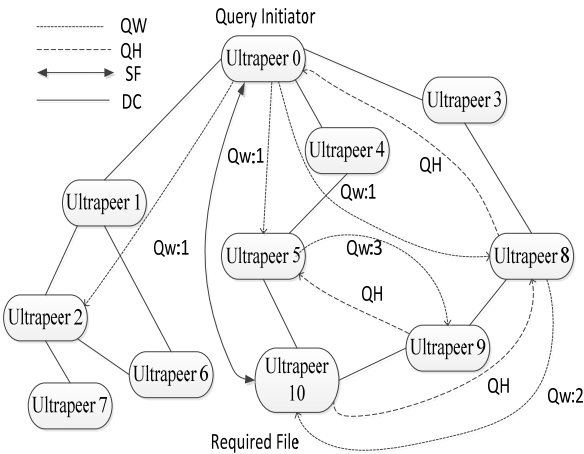 Query Initiator
QW
QH
SF
DC
Ultrapeer 0
Ultrapeer 3
Ultrapeer 4
Qw:1
QH
Qw:1
Ultrapeer 1
Qw:1
Ultrapeer 5
Qw:3
Ultrapeer 8
QH
Ultrapeer 2
Ultrapeer 9
Ultrapeer 6
Ultrapeer
10
QH
Qw:2
Ultrapeer 7
Required File